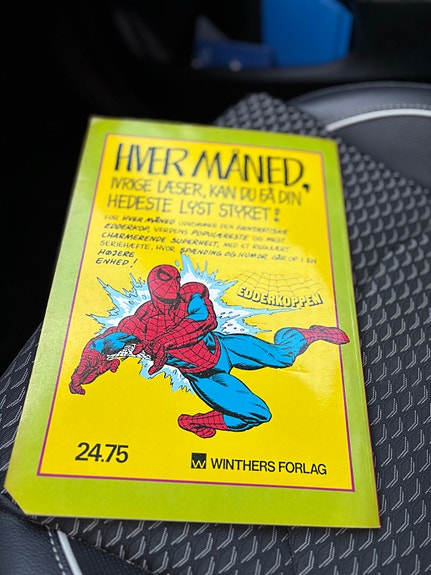 HVER MÅNED,
IVRIGE LÆSER, KAN DU FÅ DIN
HEDESTE LYST STYRET!
FOR HVER MÅNED UDKOMMER DEN FANTASTISKE
EDDERKOP, VERDENS POPULÆRESTE OG MEST
CHARMERENDE SUPERHELT, MED ET RUNKART
SERIEHÆFTE, HVOR SPÆNDING OG HUMOR GÅR OP I EN
HØJERE
ENHED!
EDDERKOPPEN
24.75
W WINTHERS FORLAG